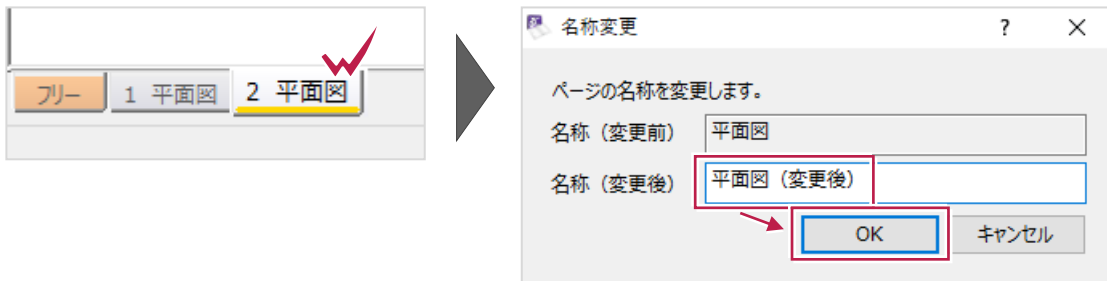 フリー
1 平面図
2 平面図
名称変更
?
ページの名称を変更します。
名称（変更前） 平面図
名称（変更後） 平面図（変更後）
OK キャンセル